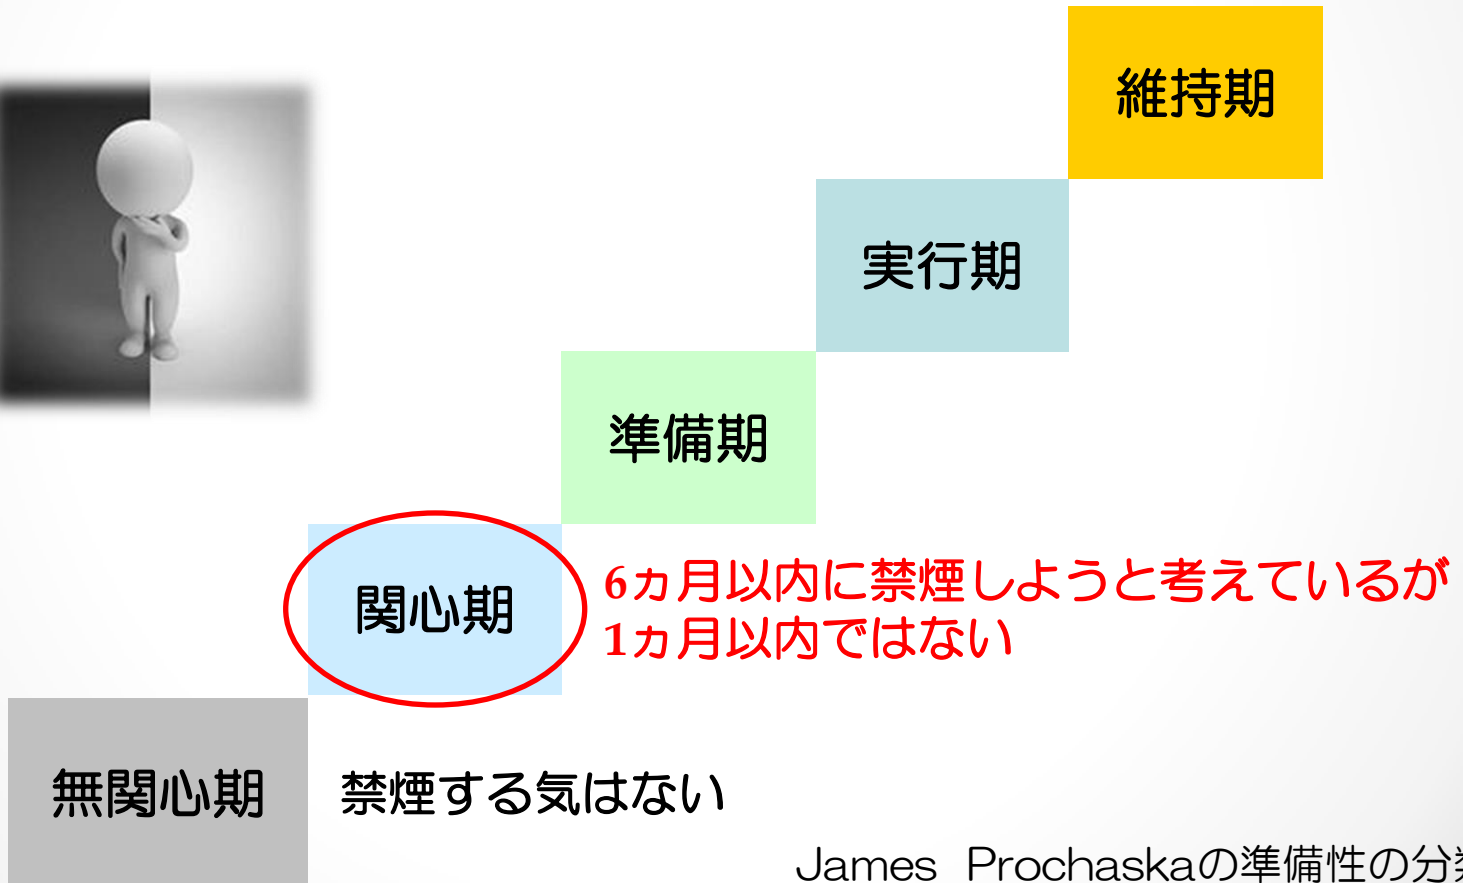 維持期
実行期
準備期
関心期
6ヵ月以内に禁煙しようと考えているが
1ヵ月以内ではない
無関心期
禁煙する気はない
James Prochaskaの準備性の分